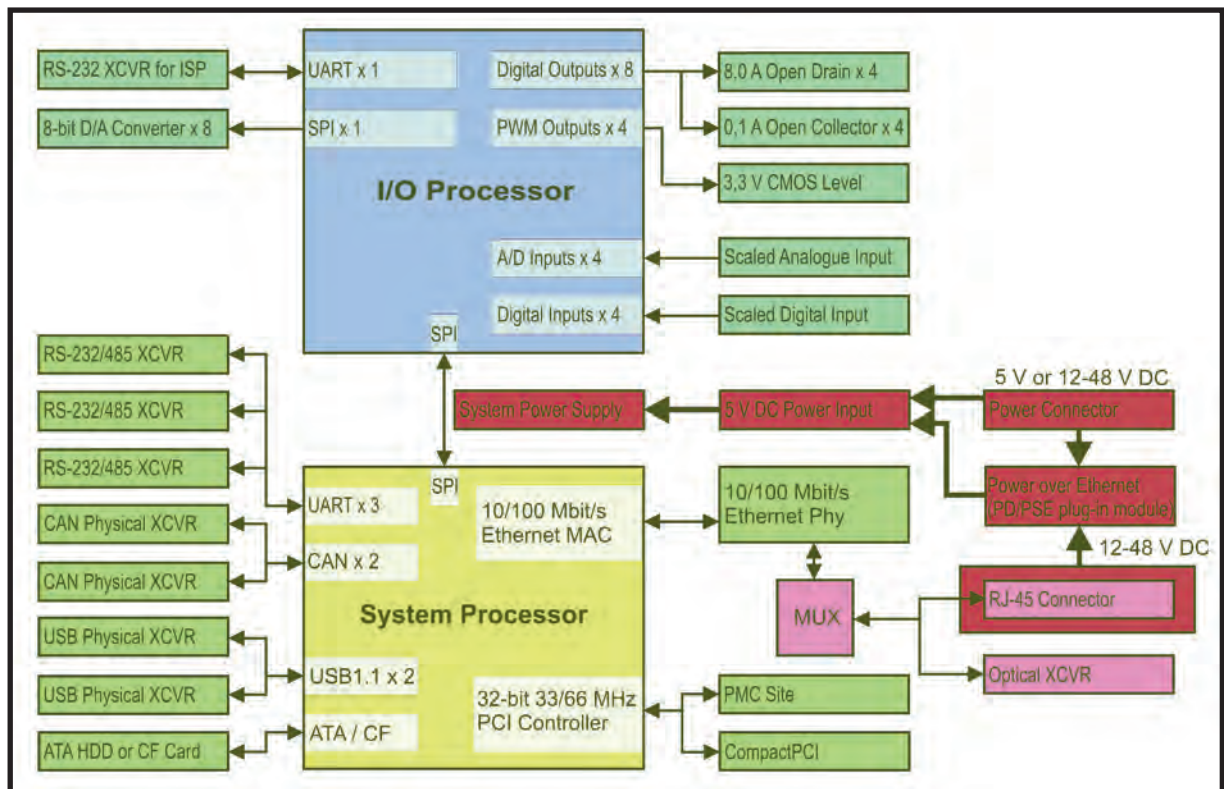 RS-232 XCVR for ISP
UART x 1
Digital Outputs x 8
8.0 A Open Drain x 4
8-bit D/A Converter x 8
SPI x 1
PWM Outputs x 4
0,1 A Open Collector x 4
I/O Processor
3,3 V CMOS Level
A/D Inputs x 4
Scaled Analogue Input
Digital Inputs x 4
Scaled Digital Input
SPI
RS-232/485 XCVR
5 V or 12-48 V DC
RS-232/485 XCVR
System Power Supply
5 V DC Power Input
Power Connector
RS-232/485 XCVR
SPI
UART x 3
10/100 Mbit/s
Ethernet MAC
10/100 Mbit/s
Ethernet Phy
Power over Ethernet
(PD/PSE plug-in module)
CAN Physical XCVR
CAN x 2
12-48 V DC
CAN Physical XCVR
System Processor
MUX
RJ-45 Connector
USB Physical XCVR
USB1.1 x 2
Optical XCVR
USB Physical XCVR
32-bit 33/66 MHz
PCI Controller
PMC Site
ATA / CF
ATA HDD or CF Card
CompactPCI